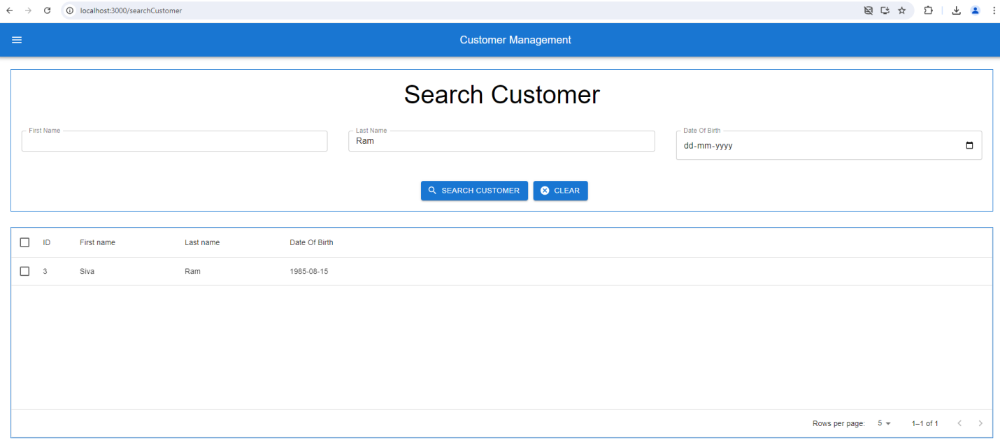 localhost:3000/searchCustomer
Customer Management
Search Customer
First Name
Last Name
Date Of Birth
Ram
dd-mm-yyyy
SEARCH CUSTOMER
CLEAR
ID First name Last name Date Of Birth
3 Siva Ram 1985-08-15
Rows per page: 5 1–1 of 1